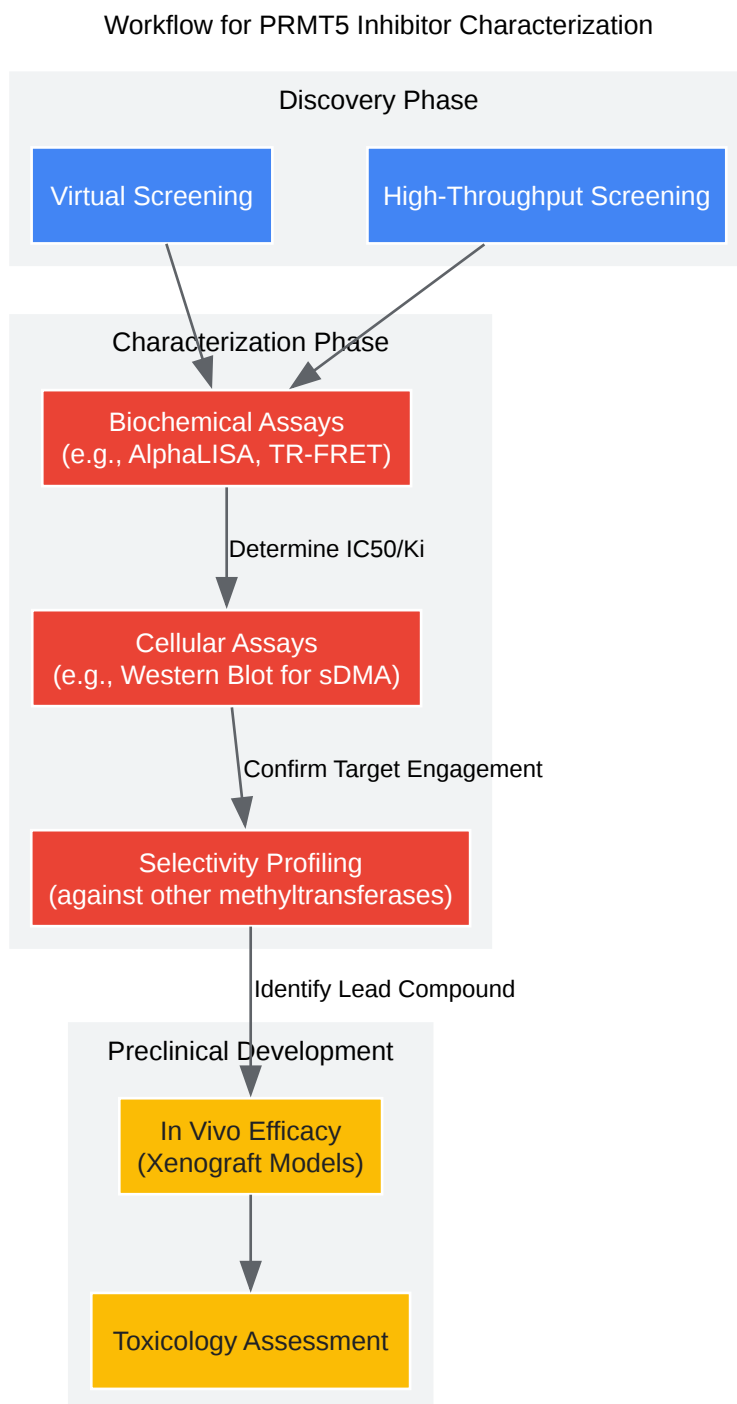 Workflow for PRMT5 Inhibitor Characterization
Discovery Phase
Virtual Screening
High-Throughput Screening
Characterization Phase
Biochemical Assays
(e.g., AlphaLISA, TR-FRET)
Determine IC50/Ki
Cellular Assays
(e.g., Western Blot for sDMA)
Confirm Target Engagement
Selectivity Profiling
(against other methyltransferases)
Identify Lead Compound
Preclinical Development
In Vivo Efficacy
(Xenograft Models)
Toxicology Assessment